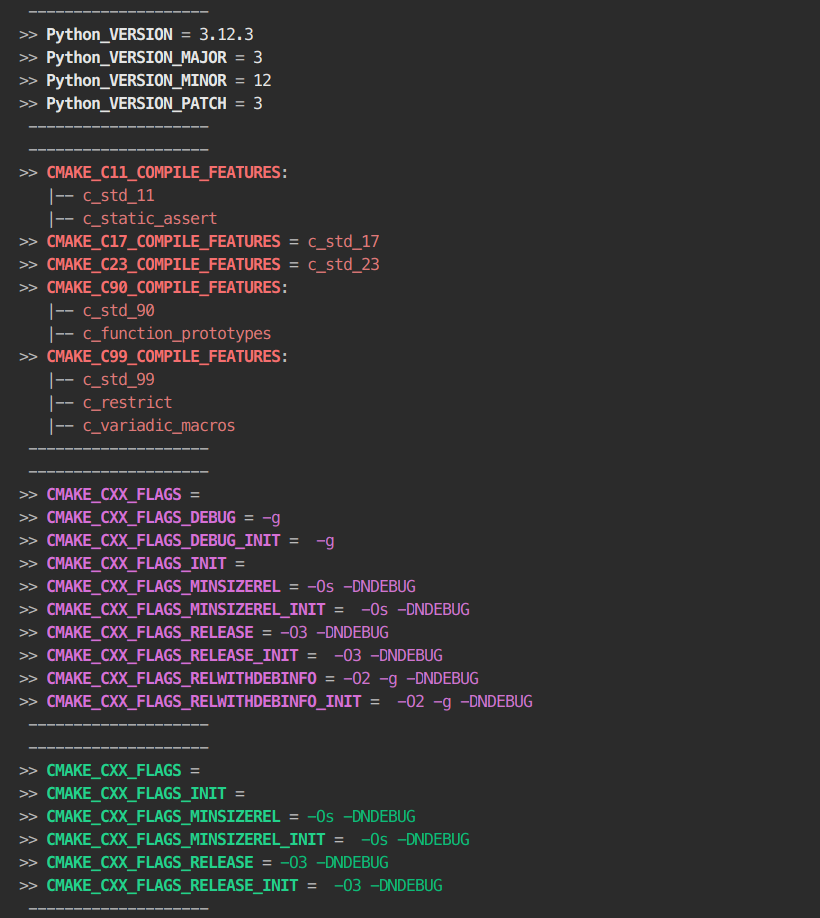 --------------------
>> Python_VERSION = 3.12.3
>> Python_VERSION_MAJOR = 3
>> Python_VERSION_MINOR = 12
>> Python_VERSION_PATCH = 3
--------------------
--------------------
>> CMAKE_C11_COMPILE_FEATURES:
   |-- c_std_11
   |-- c_static_assert
>> CMAKE_C17_COMPILE_FEATURES = c_std_17
>> CMAKE_C23_COMPILE_FEATURES = c_std_23
>> CMAKE_C90_COMPILE_FEATURES:
   |-- c_std_90
   |-- c_function_prototypes
>> CMAKE_C99_COMPILE_FEATURES:
   |-- c_std_99
   |-- c_restrict
   |-- c_variadic_macros
--------------------
--------------------
>> CMAKE_CXX_FLAGS =
>> CMAKE_CXX_FLAGS_DEBUG = -g
>> CMAKE_CXX_FLAGS_DEBUG_INIT =  -g
>> CMAKE_CXX_FLAGS_INIT =
>> CMAKE_CXX_FLAGS_MINSIZEREL = -Os -DNDEBUG
>> CMAKE_CXX_FLAGS_MINSIZEREL_INIT =  -Os -DNDEBUG
>> CMAKE_CXX_FLAGS_RELEASE = -O3 -DNDEBUG
>> CMAKE_CXX_FLAGS_RELEASE_INIT =  -O3 -DNDEBUG
>> CMAKE_CXX_FLAGS_RELWITHDEBINFO = -O2 -g -DNDEBUG
>> CMAKE_CXX_FLAGS_RELWITHDEBINFO_INIT =  -O2 -g -DNDEBUG
--------------------
--------------------
>> CMAKE_CXX_FLAGS =
>> CMAKE_CXX_FLAGS_INIT =
>> CMAKE_CXX_FLAGS_MINSIZEREL = -Os -DNDEBUG
>> CMAKE_CXX_FLAGS_MINSIZEREL_INIT =  -Os -DNDEBUG
>> CMAKE_CXX_FLAGS_RELEASE = -O3 -DNDEBUG
>> CMAKE_CXX_FLAGS_RELEASE_INIT =  -O3 -DNDEBUG
--------------------